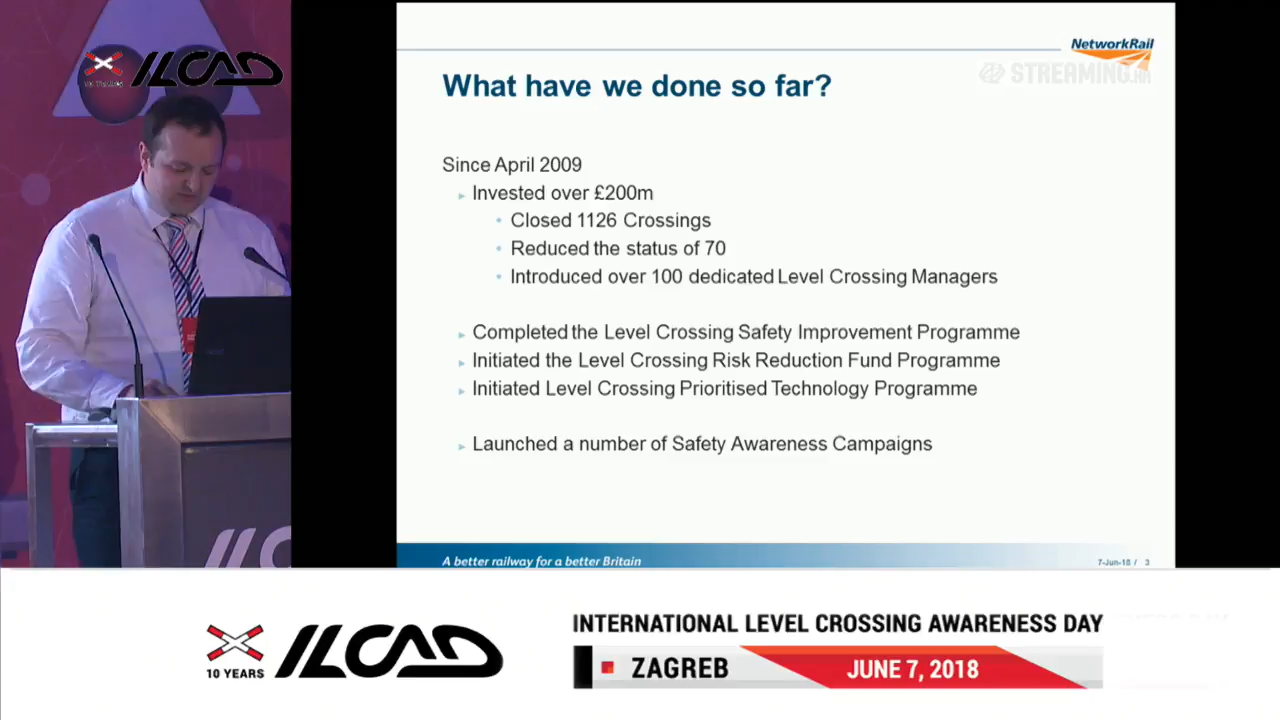 ILCAD
10 YEARS
NetworkRail
STREAMING.HR
What have we done so far?
Since April 2009
Invested over £200m
Closed 1126 Crossings
Reduced the status of 70
Introduced over 100 dedicated Level Crossing Managers
Completed the Level Crossing Safety Improvement Programme
Initiated the Level Crossing Risk Reduction Fund Programme
Initiated Level Crossing Prioritised Technology Programme
Launched a number of Safety Awareness Campaigns
A better railway for a better Britain
7-Jun-18 / 3
ILCAD
10 YEARS
INTERNATIONAL LEVEL CROSSING AWARENESS DAY
ZAGREB
JUNE 7, 2018